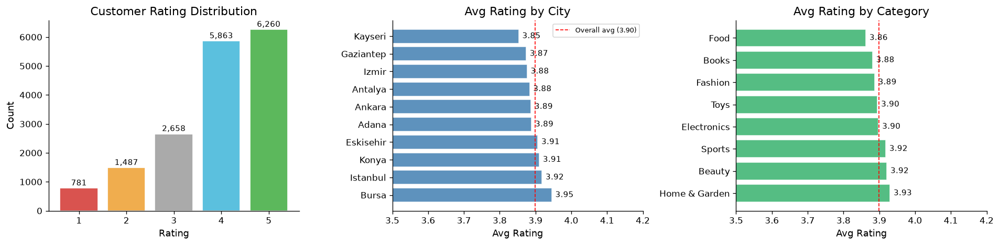 Customer Rating Distribution
6,260
5,863
2,658
1,487
781
Count
6000
5000
4000
3000
2000
1000
0
1 2 3 4 5
Rating
Avg Rating by City
Overall avg (3.90)
Kayseri 3.85
Gaziantep 3.87
Izmir 3.88
Antalya 3.88
Ankara 3.89
Adana 3.89
Eskisehir 3.91
Konya 3.91
Istanbul 3.92
Bursa 3.95
3.5 3.6 3.7 3.8 3.9 4.0 4.1 4.2
Avg Rating
Avg Rating by Category
Food 3.86
Books 3.88
Fashion 3.89
Toys 3.90
Electronics 3.90
Sports 3.92
Beauty 3.92
Home & Garden 3.93
3.5 3.6 3.7 3.8 3.9 4.0 4.1 4.2
Avg Rating